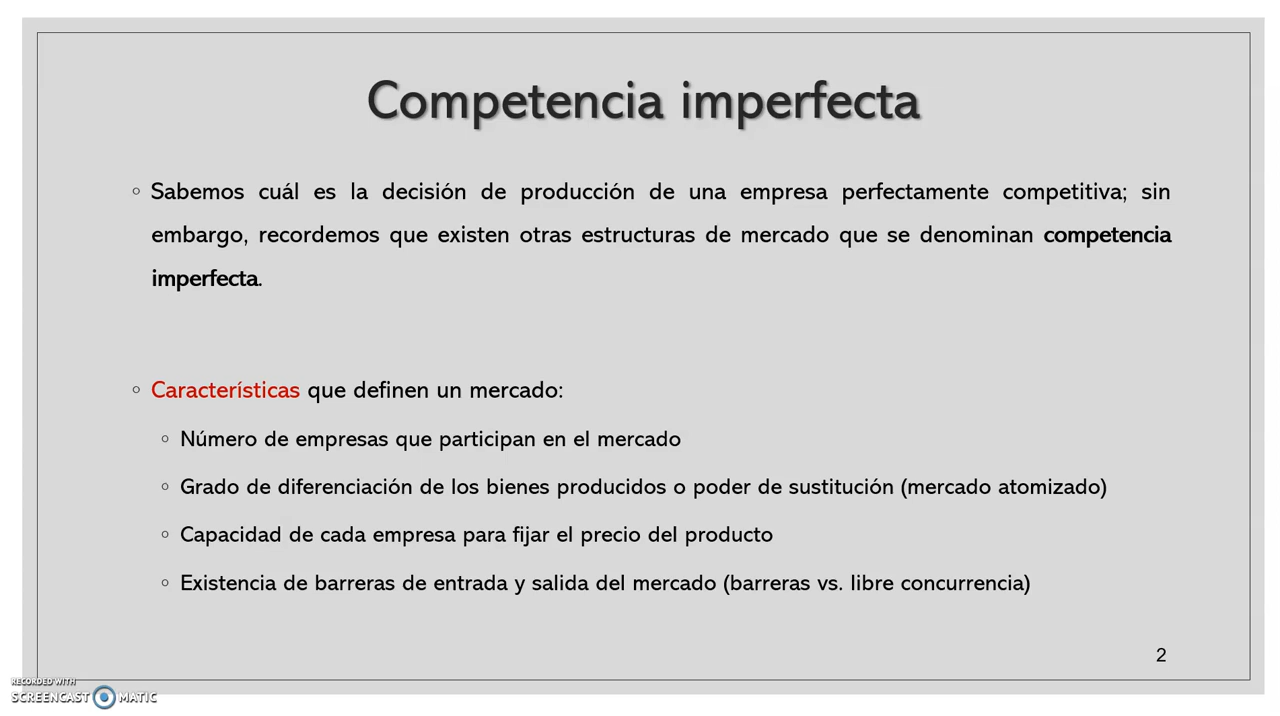 Competencia imperfecta
◦ Sabemos cuál es la decisión de producción de una empresa perfectamente competitiva; sin
embargo, recordemos que existen otras estructuras de mercado que se denominan competencia
imperfecta.
◦ Características que definen un mercado:
◦ Número de empresas que participan en el mercado
◦ Grado de diferenciación de los bienes producidos o poder de sustitución (mercado atomizado)
◦ Capacidad de cada empresa para fijar el precio del producto
◦ Existencia de barreras de entrada y salida del mercado (barreras vs. libre concurrencia)
2
RECORDED WITH
SCREENCAST MATIC